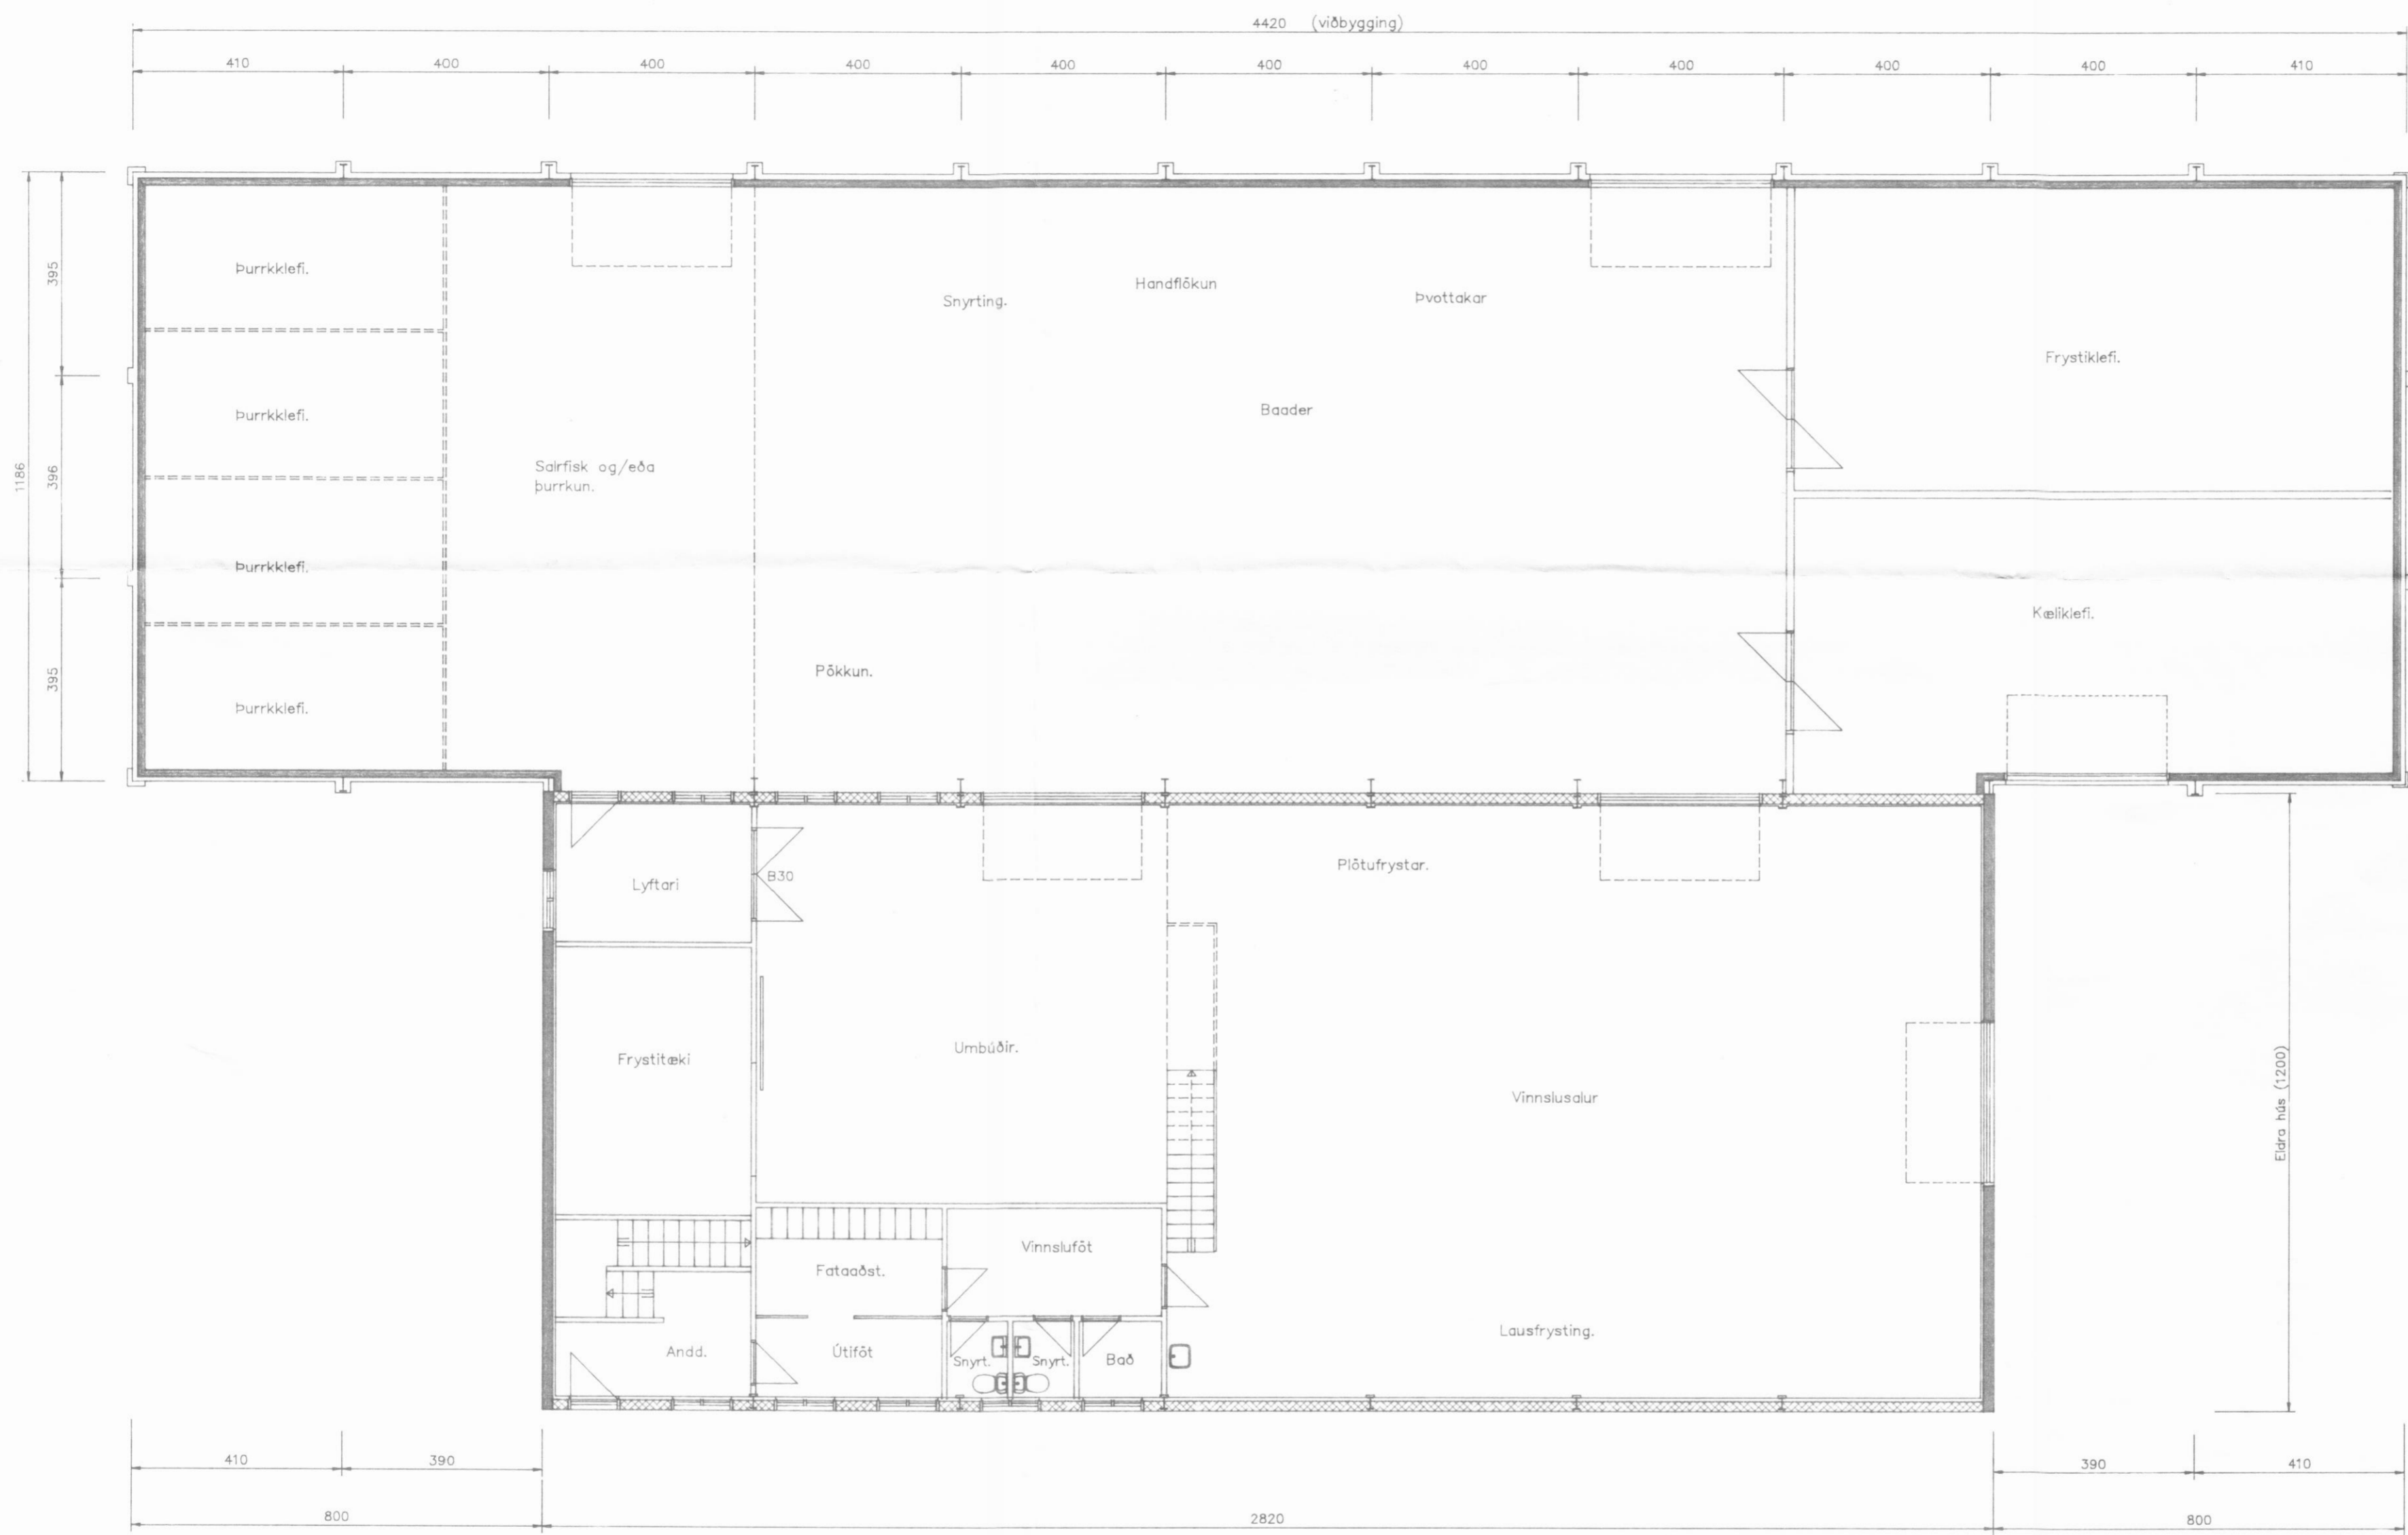 4420 (viðbygging)
410 400 400 400 400 400 400 400 400 400 410
1186
395
396
395
Þurrkklefi.
Þurrkklefi.
Þurrkklefi.
Þurrkklefi.
Salrfisk og/eða
þurrkun.
Snyrting.
Handflökun
Þvottakar
Baader
Pökkun.
Frystiklefi.
Kæliklefi.
Lyftari
B30
Plötufrystar.
Frystitæki
Umbúðir.
Vinnslusalur
Eldra hús (1200)
Vinnsluföt
Fataaðst.
Andd.
Útiföt
Snyrt.
Snyrt.
Bað
Lausfrysting.
410 390 390 410
800 2820 800